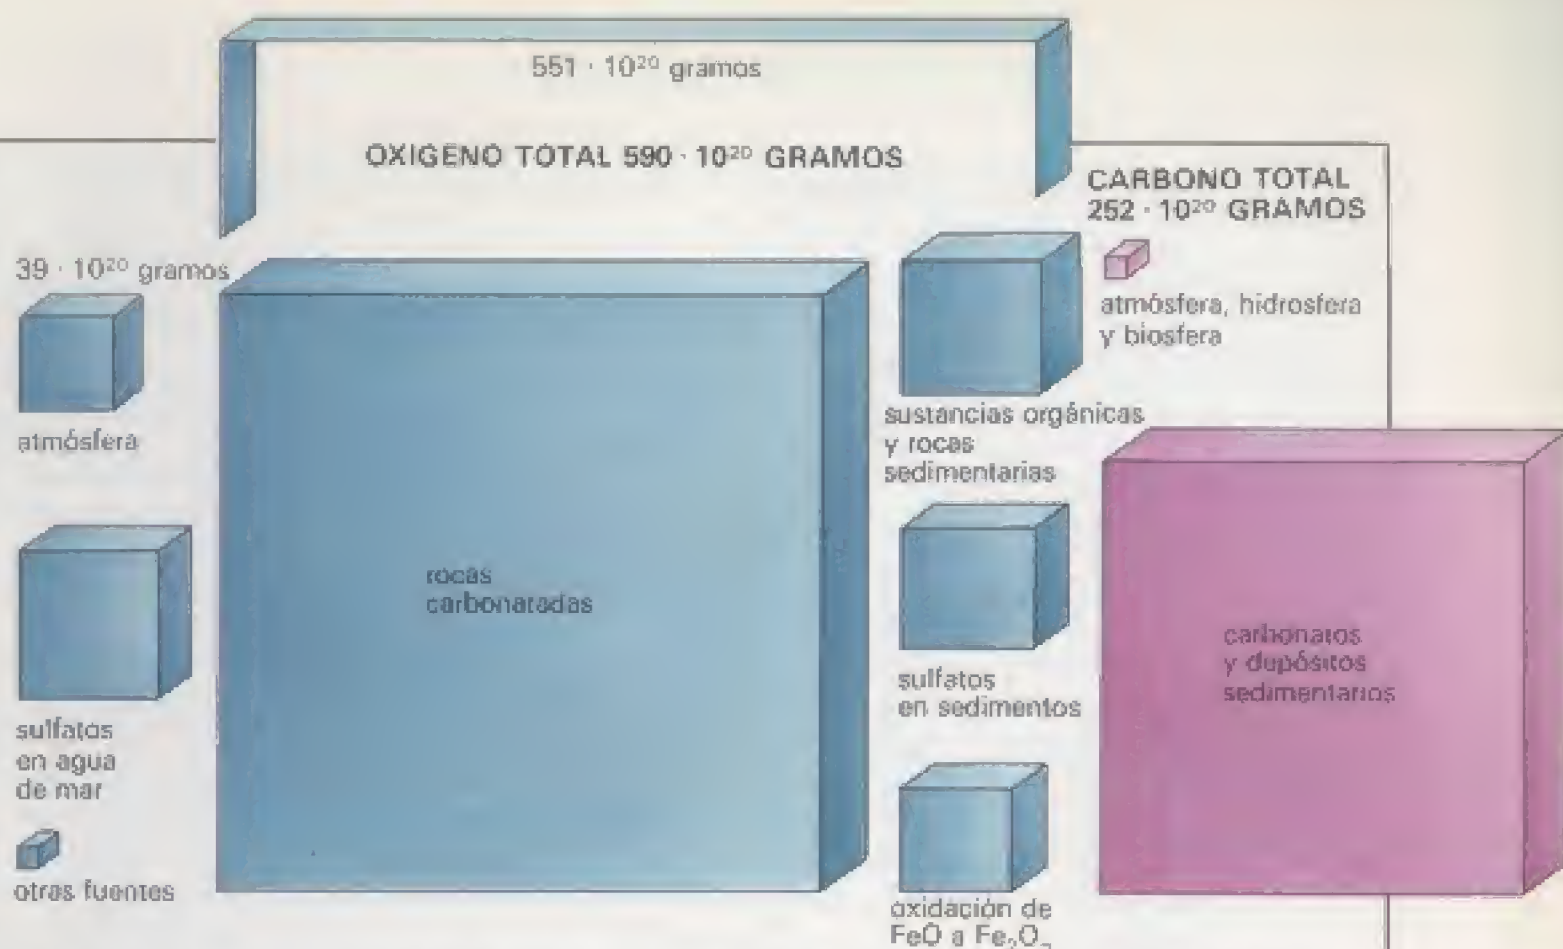 551 · 10²⁰ gramos
OXIGENO TOTAL 590 · 10²⁰ GRAMOS
CARBONO TOTAL
252 · 10²⁰ GRAMOS
39 · 10²⁰ gramos
atmósfera
sulfatos
en agua
de mar
otras fuentes
rocas
carbonatadas
sustancias orgánicas
y rocas
sedimentarias
sulfatos
en sedimentos
oxidación de
FeO a Fe₂O₃
atmósfera, hidrosfera
y biosfera
carbonatos
y depósitos
sedimentarios